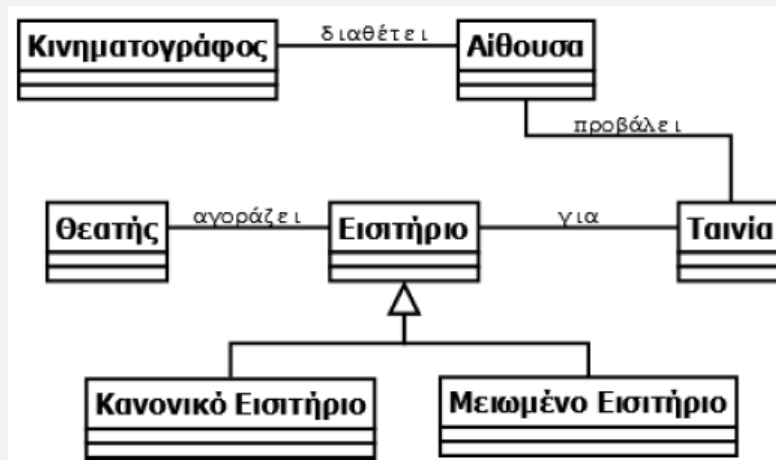 Κινηματογράφος διαθέτει Αίθουσα
προβάλει
Θεατής αγοράζει Εισιτήριο για Ταινία
Κανονικό Εισιτήριο Μειωμένο Εισιτήριο